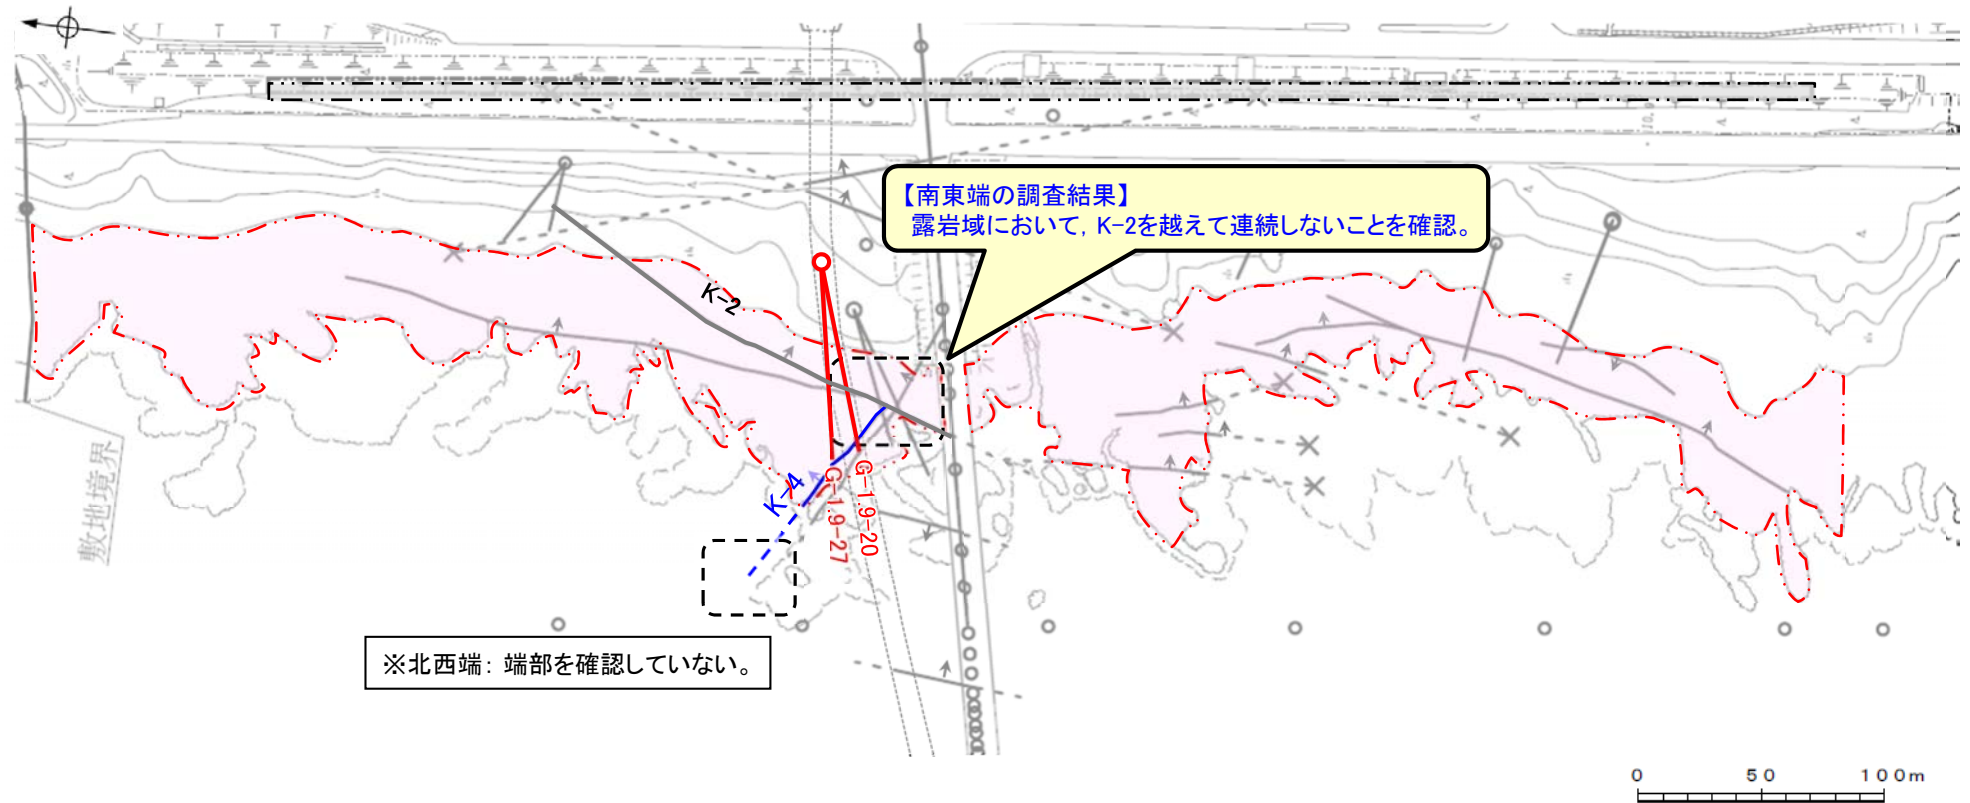 【南東端の調査結果】
露岩域において, K-2を越えて連続しないことを確認。
K-2
K-4
G-1.9-27
G-1.9-20
敷地境界
※北西端: 端部を確認していない。
0 50 100m